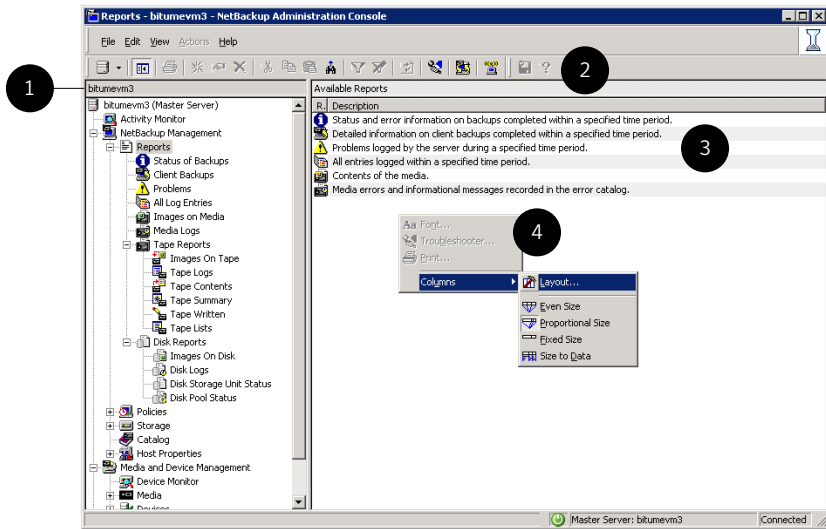 Reports - bitumevm3 - NetBackup Administration Console
File Edit View Actions Help
1
2
bitumevm3
Available Reports
bitumevm3 (Master Server)
Activity Monitor
NetBackup Management
Reports
Status of Backups
Client Backups
Problems
All Log Entries
Images on Media
Media Logs
Tape Reports
Images On Tape
Tape Logs
Tape Contents
Tape Summary
Tape Written
Tape Lists
Disk Reports
Images On Disk
Disk Logs
Disk Storage Unit Status
Disk Pool Status
Policies
Storage
Catalog
Host Properties
Media and Device Management
Device Monitor
Media
Devices
R. Description
Status and error information on backups completed within a specified time period.
Detailed information on client backups completed within a specified time period.
Problems logged by the server during a specified time period.
All entries logged within a specified time period.
Contents of the media.
Media errors and informational messages recorded in the error catalog.
3
4
Aa Font...
Troubleshooter...
Print...
Columns
Layout...
Even Size
Proportional Size
Fixed Size
Size to Data
Master Server: bitumevm3
Connected